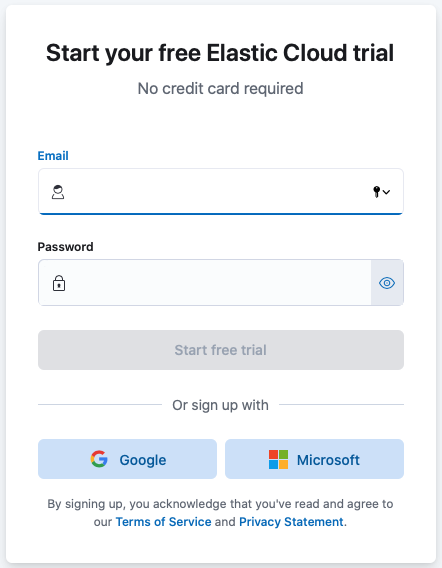 Start your free Elastic Cloud trial
No credit card required
Email
Password
Start free trial
Or sign up with
Google
Microsoft
By signing up, you acknowledge that you've read and agree to
our Terms of Service and Privacy Statement.